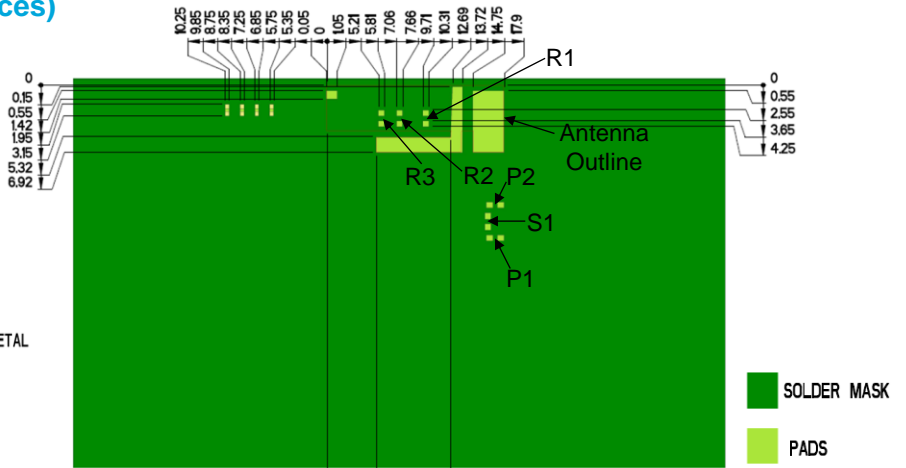 ces)
10.25
9.85
8.75
8.35
7.25
6.85
5.75
5.35
0.05
0
1.05
5.21
5.81
7.06
7.66
9.71
10.31
12.69
13.72
14.75
17.9
R1
0
0.15
0.55
1.42
1.95
3.15
5.32
6.92
0
0.55
2.55
3.65
4.25
Antenna
Outline
R3
R2
P2
S1
P1
ETAL
SOLDER MASK
PADS